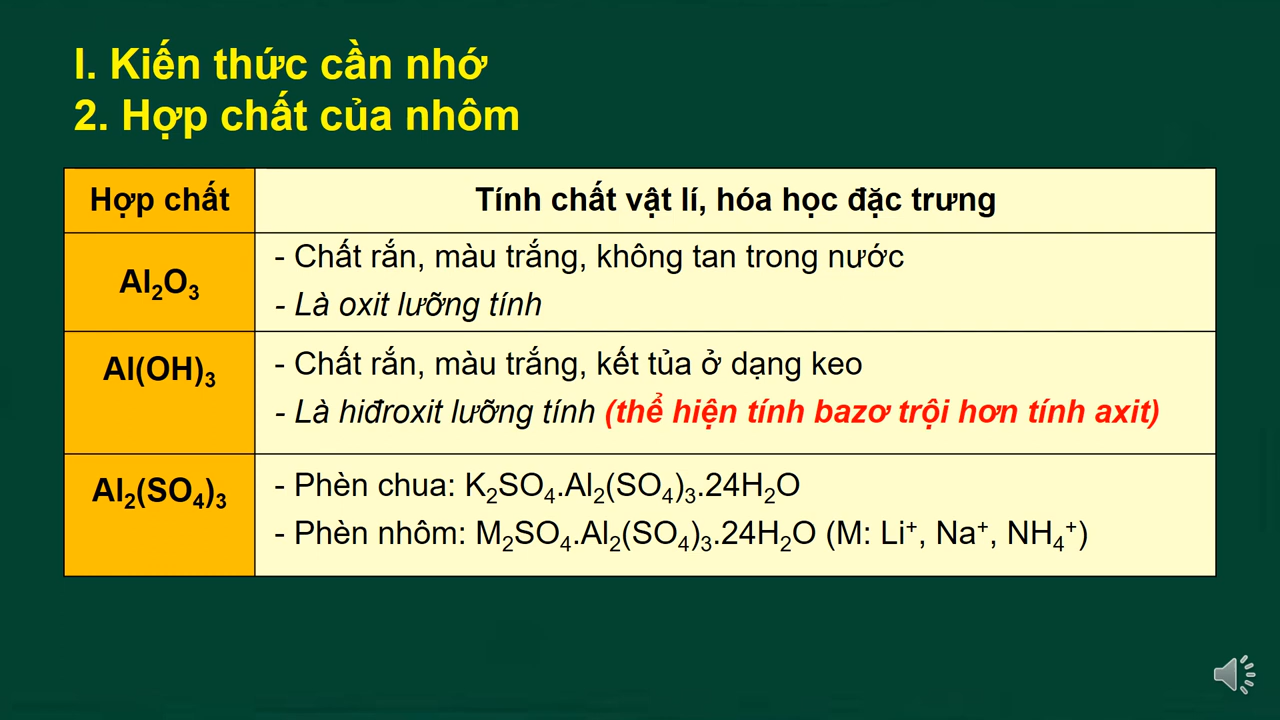 I. Kiến thức cần nhớ
2. Hợp chất của nhôm
Hợp chất
Tính chất vật lí, hóa học đặc trưng
Al₂O₃
- Chất rắn, màu trắng, không tan trong nước
- Là oxit lưỡng tính
Al(OH)₃
- Chất rắn, màu trắng, kết tủa ở dạng keo
- Là hiđroxit lưỡng tính (thể hiện tính bazơ trội hơn tính axit)
Al₂(SO₄)₃
- Phèn chua: K₂SO₄.Al₂(SO₄)₃.24H₂O
- Phèn nhôm: M₂SO₄.Al₂(SO₄)₃.24H₂O (M: Li⁺, Na⁺, NH₄⁺)